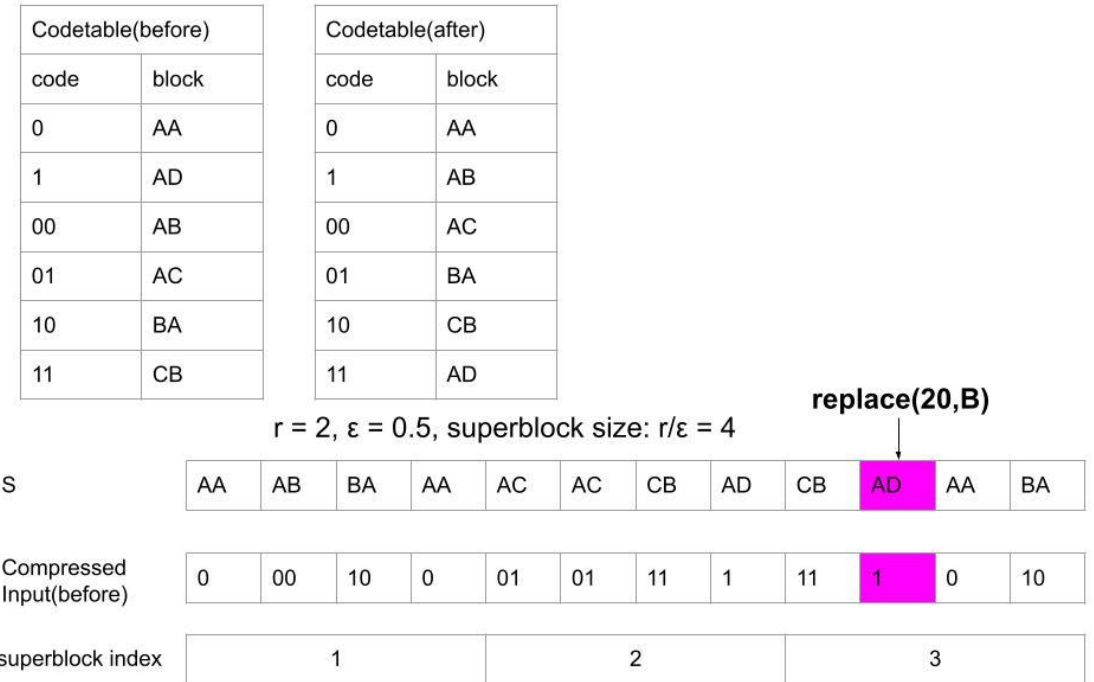 Codetable(before) Codetable(after)
code block code block
0 AA 0 AA
1 AD 1 AB
00 AB 00 AC
01 AC 01 BA
10 BA 10 CB
11 CB 11 AD
replace(20,B)
r = 2, ε = 0.5, superblock size: r/ε = 4
S AA AB BA AA AC AC CB AD CB AD AA BA
Compressed
Input(before) 0 00 10 0 01 01 11 1 11 1 0 10
superblock index 1 2 3